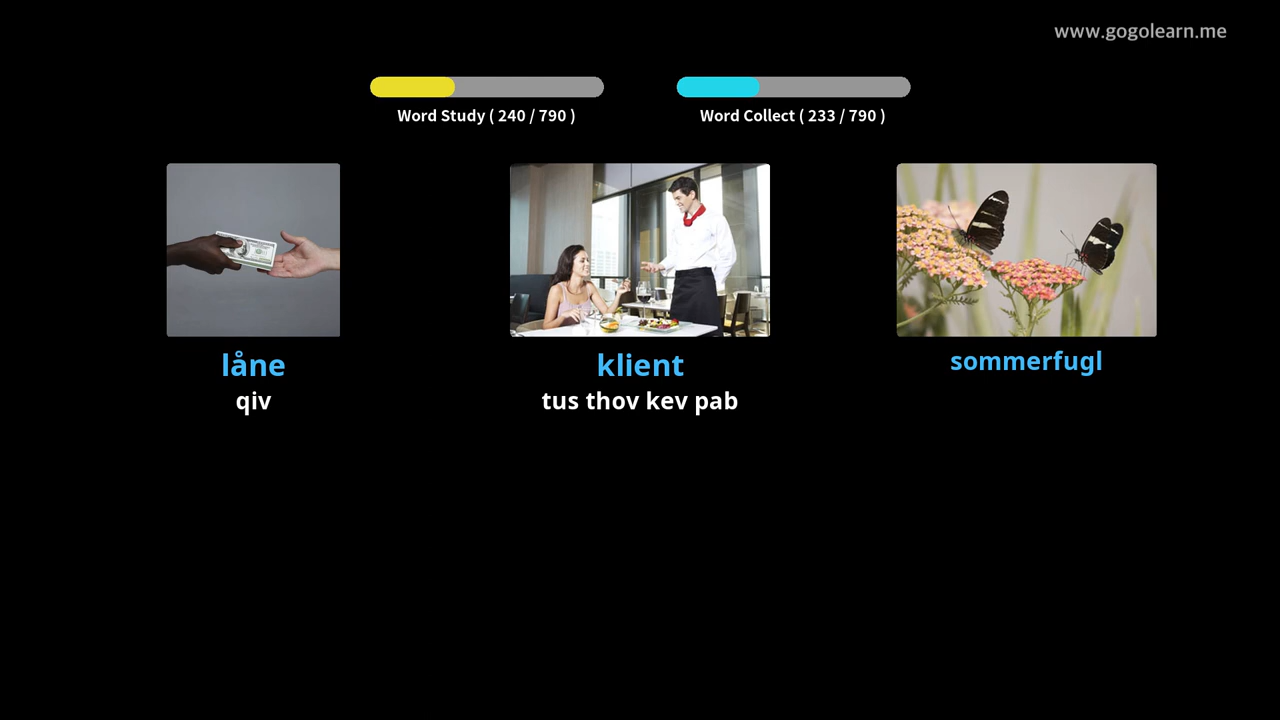 www.gogolearn.me
Word Study ( 240 / 790 )
Word Collect ( 233 / 790 )
låne
klient
sommerfugl
qiv
tus thov kev pab